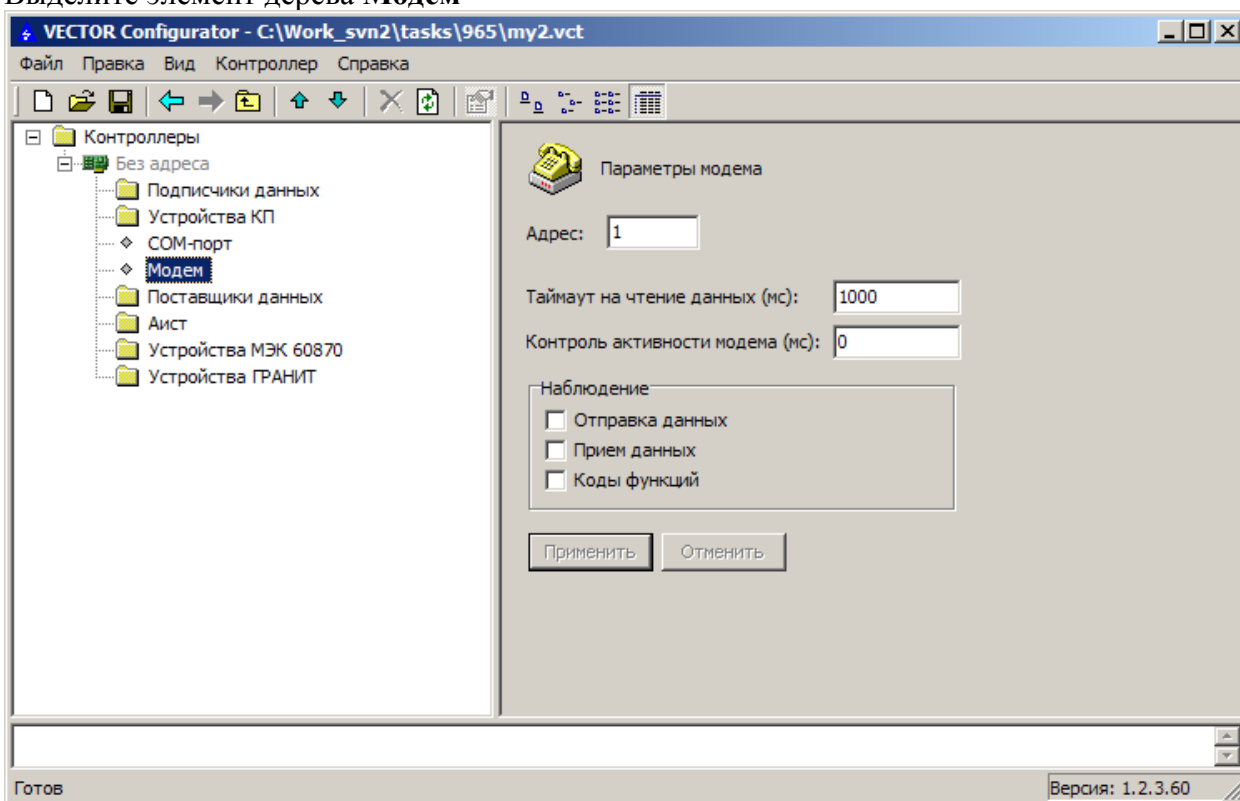 Выделите элемент дерева Модем
VECTOR Configurator - C:\Work_svn2\tasks\965\my2.vct
Файл Правка Вид Контроллер Справка
Контроллеры
Без адреса
Подписчики данных
Устройства КП
COM-порт
Модем
Поставщики данных
Аист
Устройства МЭК 60870
Устройства ГРАНИТ
Параметры модема
Адрес: 1
Таймаут на чтение данных (мс): 1000
Контроль активности модема (мс): 0
Наблюдение
Отправка данных
Прием данных
Коды функций
Применить Отменить
Готов Версия: 1.2.3.60